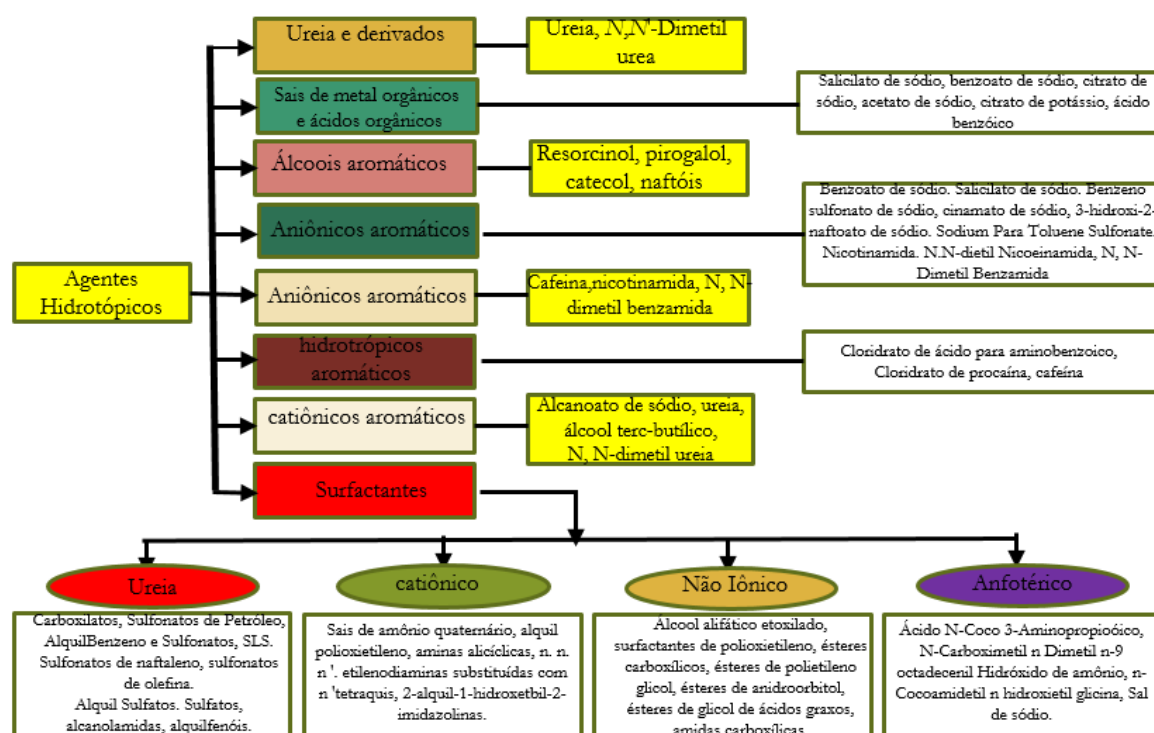 Ureia e derivados
Ureia, N,N'-Dimetil
urea
Sais de metal orgânicos
e ácidos orgânicos
Salicilato de sódio, benzoato de sódio, citrato de
sódio, acetato de sódio, citrato de potássio, ácido
benzóico
Álcoois aromáticos
Resorcinol, pirogalol,
catecol, naftóis
Aniônicos aromáticos
Benzoato de sódio. Salicilato de sódio. Benzeno
sulfonato de sódio, cinamato de sódio, 3-hidroxi-2-
naftoato de sódio. Sodium Para Toluene Sulfonate.
Nicotinamida. N.N-dietil Nicoeinamida, N, N-
Dimetil Benzamida
Agentes
Hidrotópicos
Aniônicos aromáticos
Cafeina,nicotinamida, N, N-
dimetil benzamida
hidrotrópicos
aromáticos
Cloridrato de ácido para aminobenzoico,
Cloridrato de procaína, cafeína
catiônicos aromáticos
Alcanoato de sódio, ureia,
álcool terc-butílico,
N, N-dimetil ureia
Surfactantes
Ureia
catiônico
Não Iônico
Anfotérico
Carboxilatos, Sulfonatos de Petróleo,
AlquilBenzeno e Sulfonatos, SLS.
Sulfonatos de naftaleno, sulfonatos
de olefina.
Alquil Sulfatos. Sulfatos,
alcanolamidas, alquilfenóis.
Sais de amônio quaternário, alquil
polioxietileno, aminas alicíclicas, n. n.
n '. etilenodiaminas substituídas com
n 'tetraquis, 2-alquil-1-hidroxetbil-2-
imidazolinas.
Álcool alifático etoxilado,
surfactantes de polioxietileno, ésteres
carboxílicos, ésteres de polietileno
glicol, ésteres de anidroorbitol,
ésteres de glicol de ácidos graxos,
amidas carboxílicas
Ácido N-Coco 3-Aminopropioóico,
N-Carboximetil n Dimetil n-9
octadecenil Hidróxido de amônio, n-
Cocoamidetil n hidroxietil glicina, Sal
de sódio.